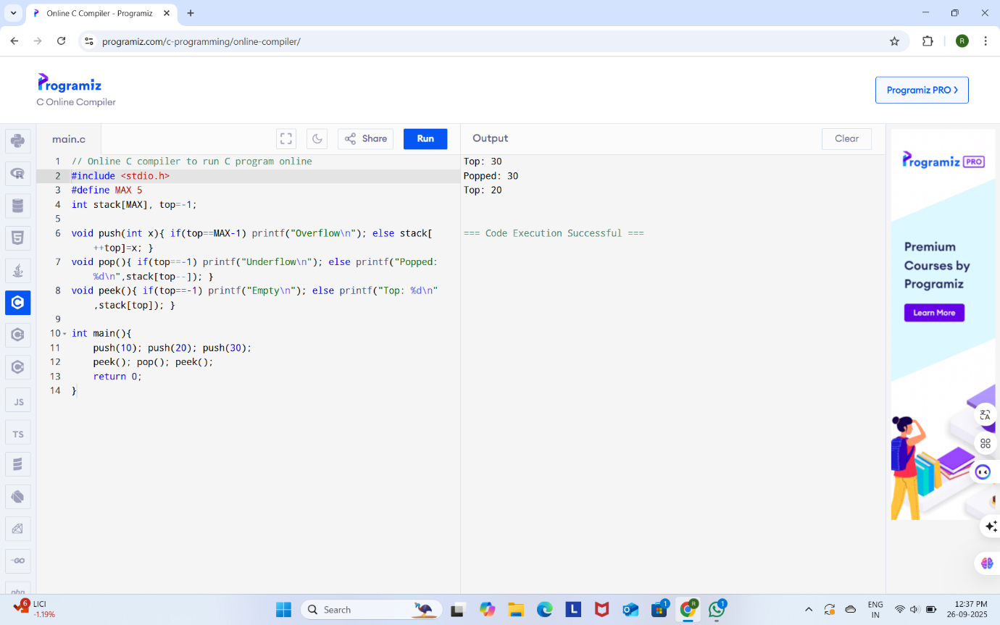 Online C Compiler - Programiz
programiz.com/c-programming/online-compiler/
R
Programiz
C Online Compiler
Programiz PRO
main.c
Share
Run
Output
Clear
1 // Online C compiler to run C program online
2 #include <stdio.h>
3 #define MAX 5
4 int stack[MAX], top=-1;
5
6 void push(int x){ if(top==MAX-1) printf("Overflow\n"); else stack[
++top]=x; }
7 void pop(){ if(top==-1) printf("Underflow\n"); else printf("Popped:
%d\n",stack[top--]); }
8 void peek(){ if(top==-1) printf("Empty\n"); else printf("Top: %d\n"
,stack[top]); }
9
10 int main(){
11 push(10); push(20); push(30);
12 peek(); pop(); peek();
13 return 0;
14 }
Top: 30
Popped: 30
Top: 20
=== Code Execution Successful ===
Programiz PRO
Premium
Courses by
Programiz
Learn More
JS
TS
GO
php
6
LICI
-1.19%
Search
L
1
R
1
ENG
IN
12:37 PM
26-09-2025